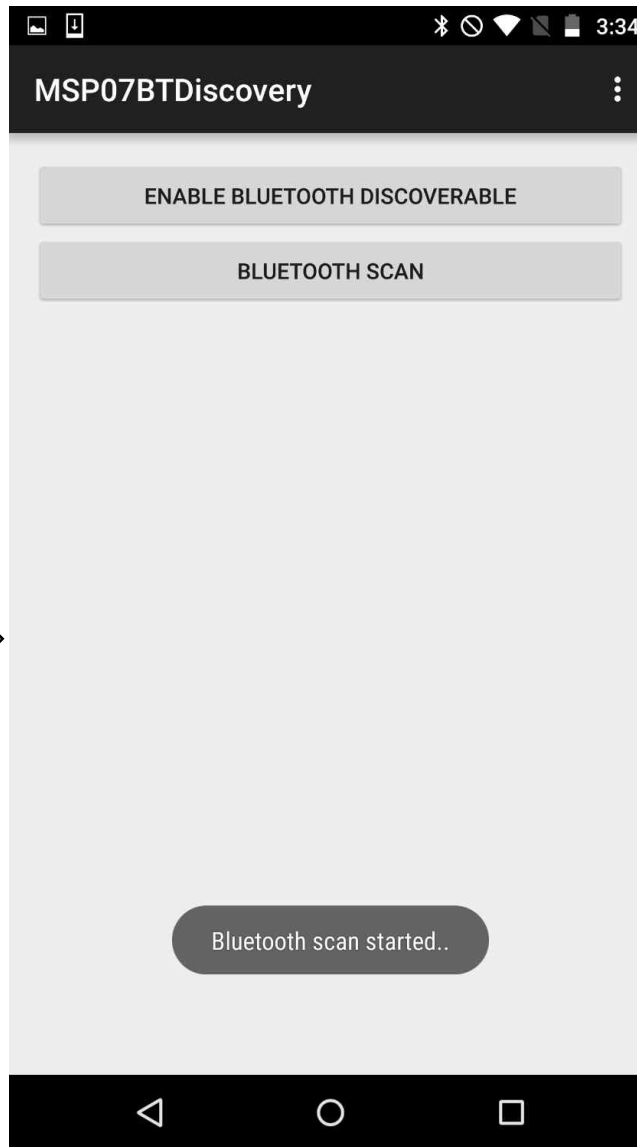 3:34
MSP07BTDiscovery
ENABLE BLUETOOTH DISCOVERABLE
BLUETOOTH SCAN
Bluetooth scan started..